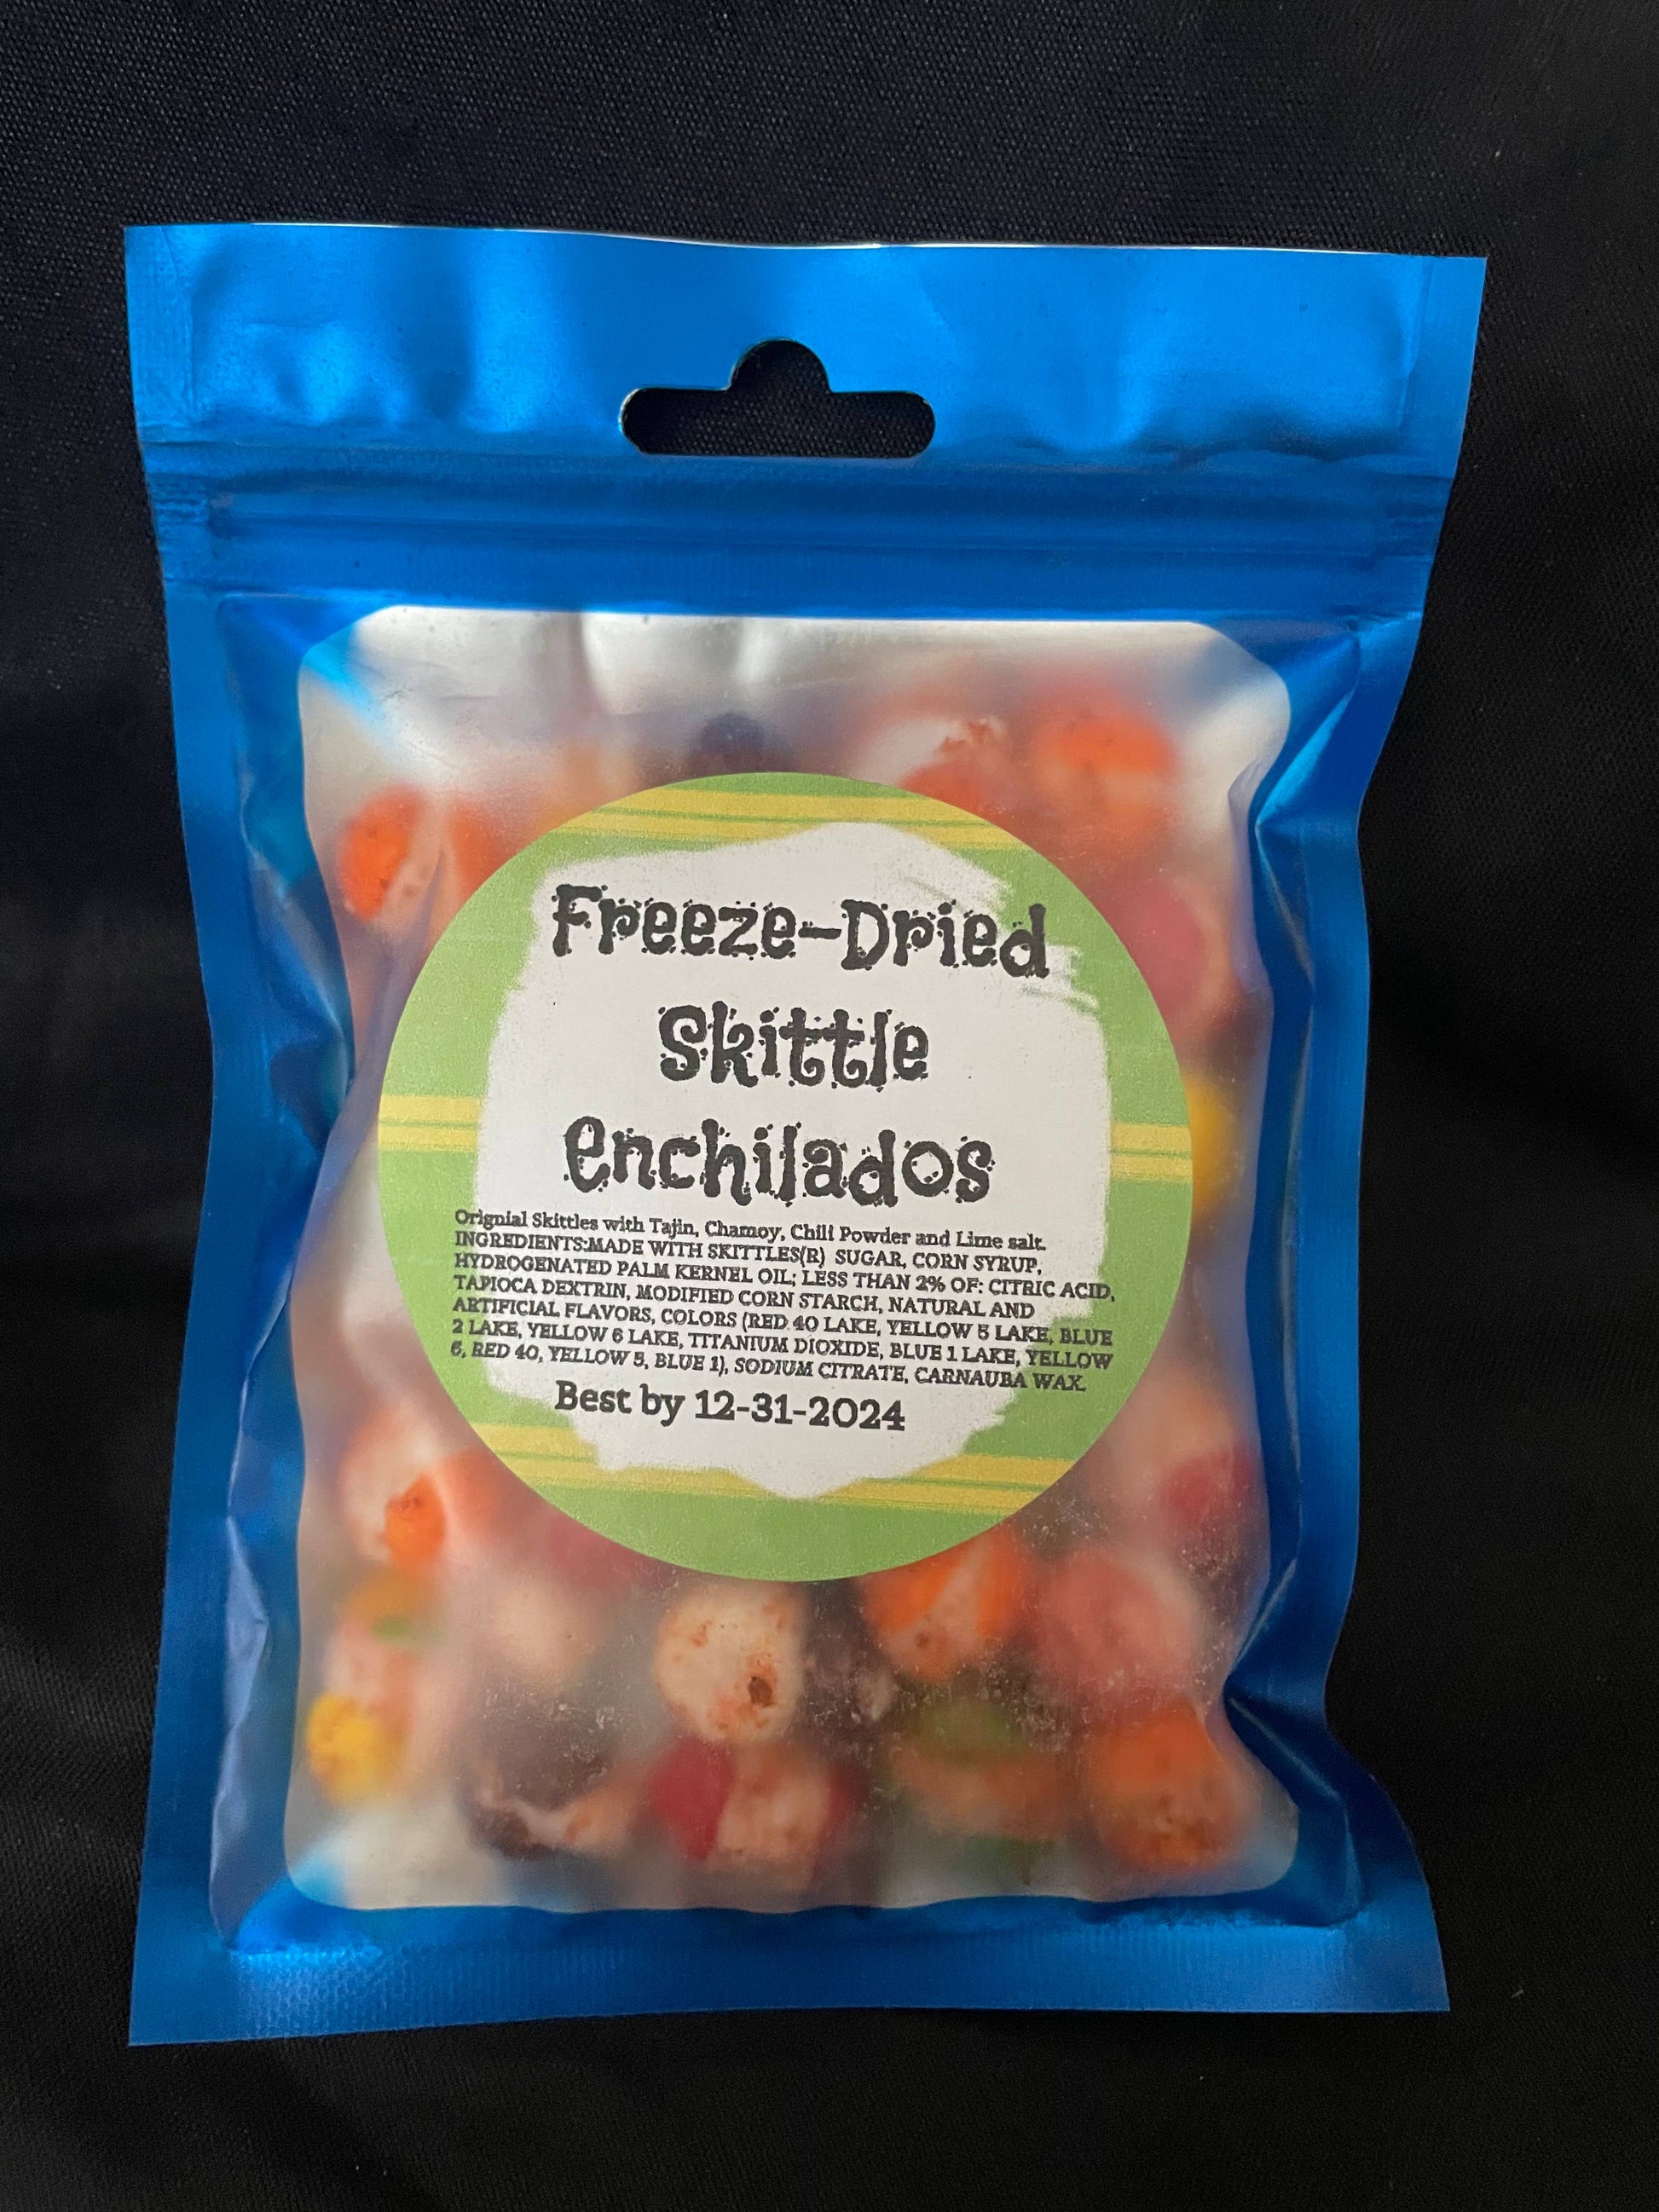 Freeze-Dried
Skittle
enchilados
Orignial Skittles with Tajin, Chamoy, Chili Powder and Lime salt.
INGREDIENTS:MADE WITH SKITTLES(R) SUGAR, CORN SYRUP,
HYDROGENATED PALM KERNEL OIL; LESS THAN 2% OF: CITRIC ACID,
TAPIOCA DEXTRIN, MODIFIED CORN STARCH, NATURAL AND
ARTIFICIAL FLAVORS, COLORS (RED 40 LAKE, YELLOW 5 LAKE, BLUE
2 LAKE, YELLOW 6 LAKE, TITANIUM DIOXIDE, BLUE 1 LAKE, YELLOW
6, RED 40, YELLOW 5, BLUE 1), SODIUM CITRATE, CARNAUBA WAX.
Best by 12-31-2024